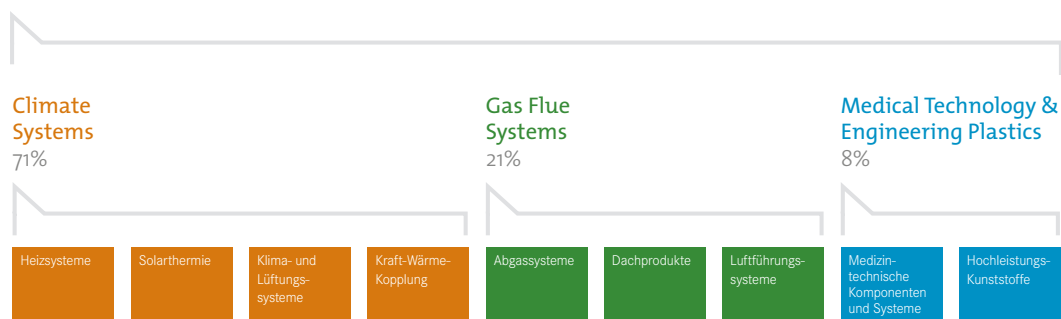 Climate
Systems
71%
Gas Flue
Systems
21%
Medical Technology &
Engineering Plastics
8%
Heizsysteme
Solarthermie
Klima- und
Lüftungs-
systeme
Kraft-Wärme-
Kopplung
Abgassysteme
Dachprodukte
Luftführungs-
systeme
Medizin-
technische
Komponenten
und Systeme
Hochleistungs-
Kunststoffe